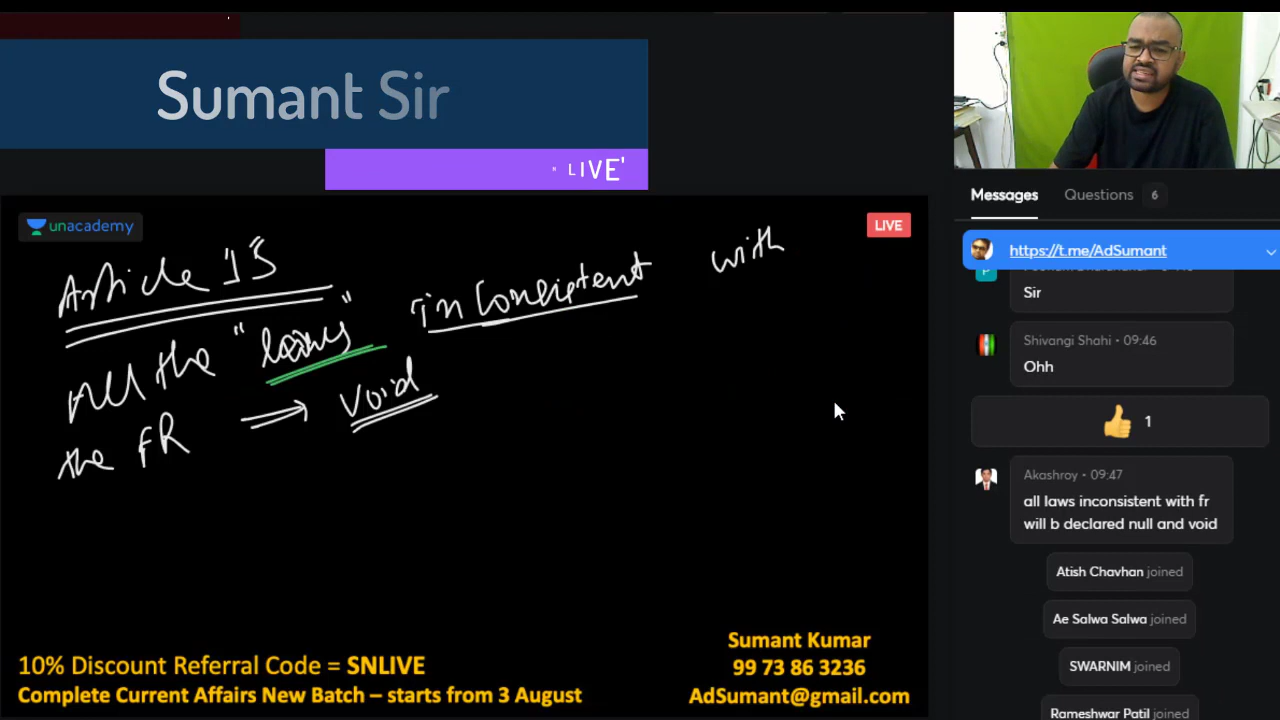 Sumant Sir
LIVE'
unacademy
LIVE
Article 13
All the "laws" inconsistent with
the FR ⇒ void
10% Discount Referral Code = SNLIVE
Complete Current Affairs New Batch – starts from 3 August
Sumant Kumar
99 73 86 3236
AdSumant@gmail.com
Messages Questions 6
https://t.me/AdSumant
Sir
Shivangi Shahi • 09:46
Ohh
👍 1
Akashroy • 09:47
all laws inconsistent with fr
will b declared null and void
Atish Chavhan joined
Ae Salwa Salwa joined
SWARNIM joined
Rameshwar Patil joined